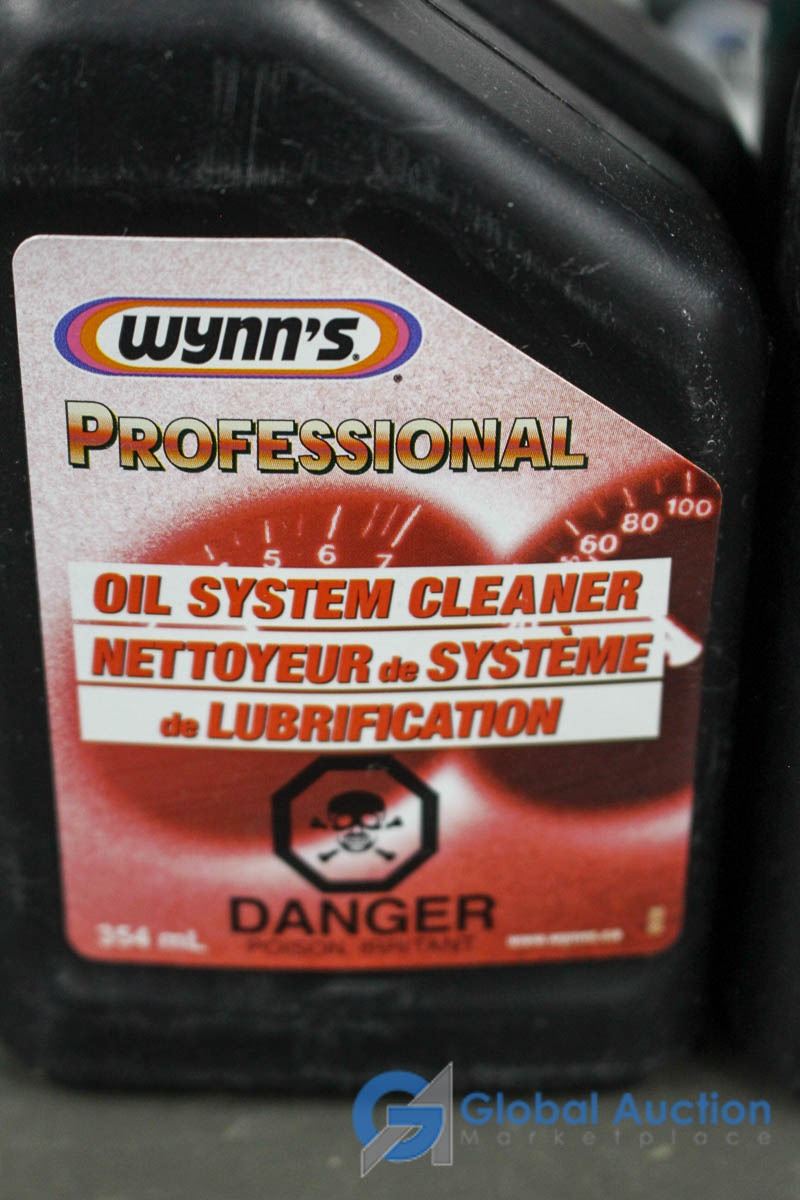 WYNN'S®
PROFESSIONAL
5 6 7
60 80 100
OIL SYSTEM CLEANER
NETTOYEUR de SYSTÈME
de LUBRIFICATION
DANGER
POISON. IRRITANT
354 mL
www.wynns.ca
Global Auction
Marketplace